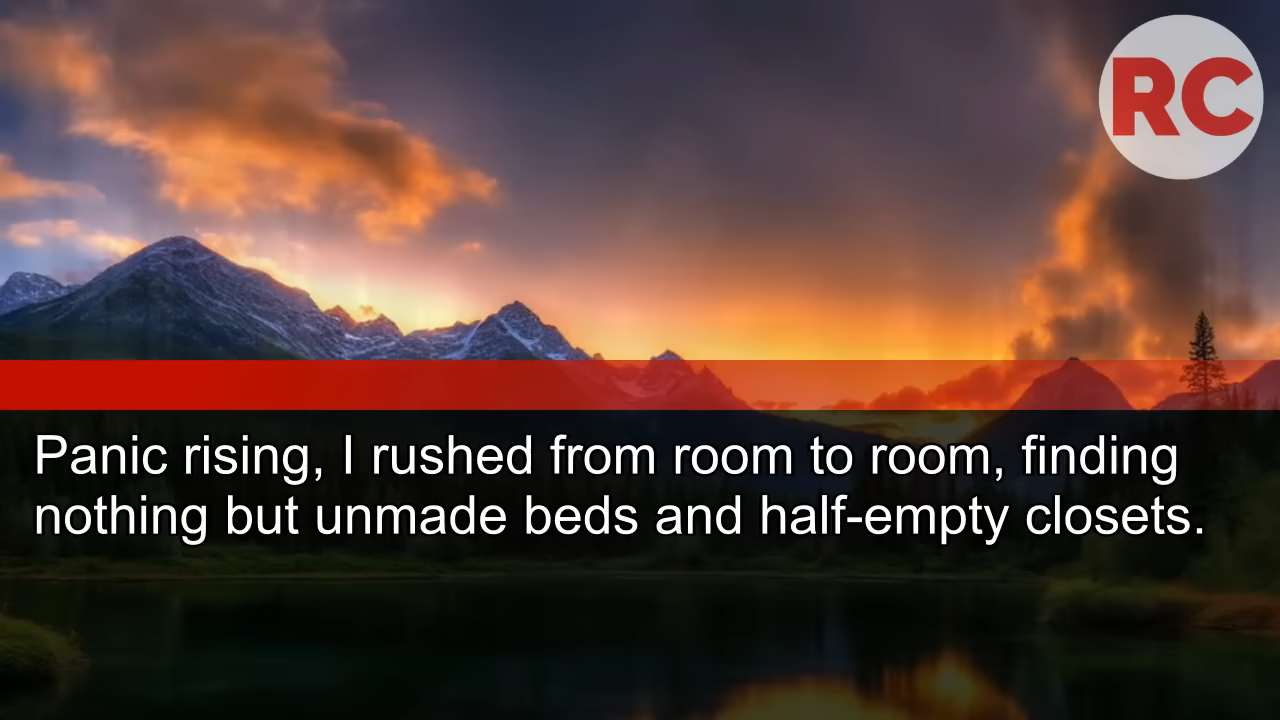 RC
Panic rising, I rushed from room to room, finding
nothing but unmade beds and half-empty closets.